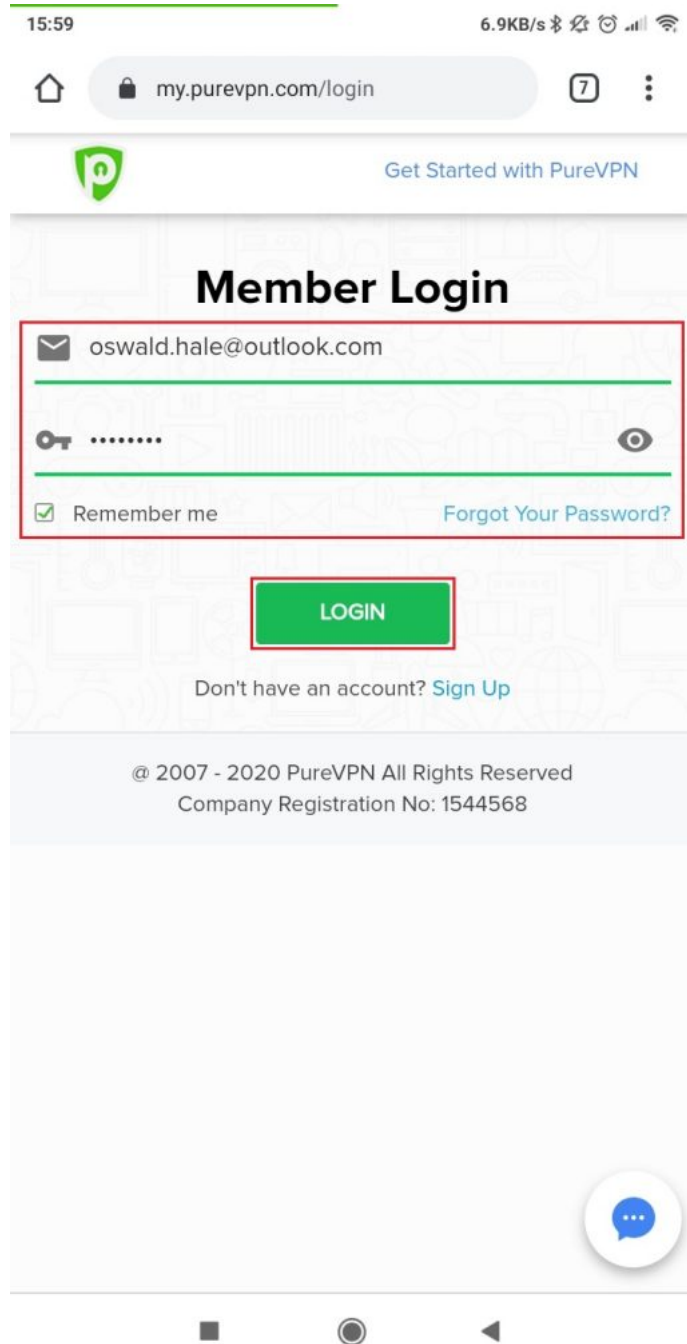 15:59 6.9KB/s
my.purevpn.com/login 7
Get Started with PureVPN
Member Login
oswald.hale@outlook.com
••••••••
Remember me Forgot Your Password?
LOGIN
Don't have an account? Sign Up
@ 2007 - 2020 PureVPN All Rights Reserved
Company Registration No: 1544568